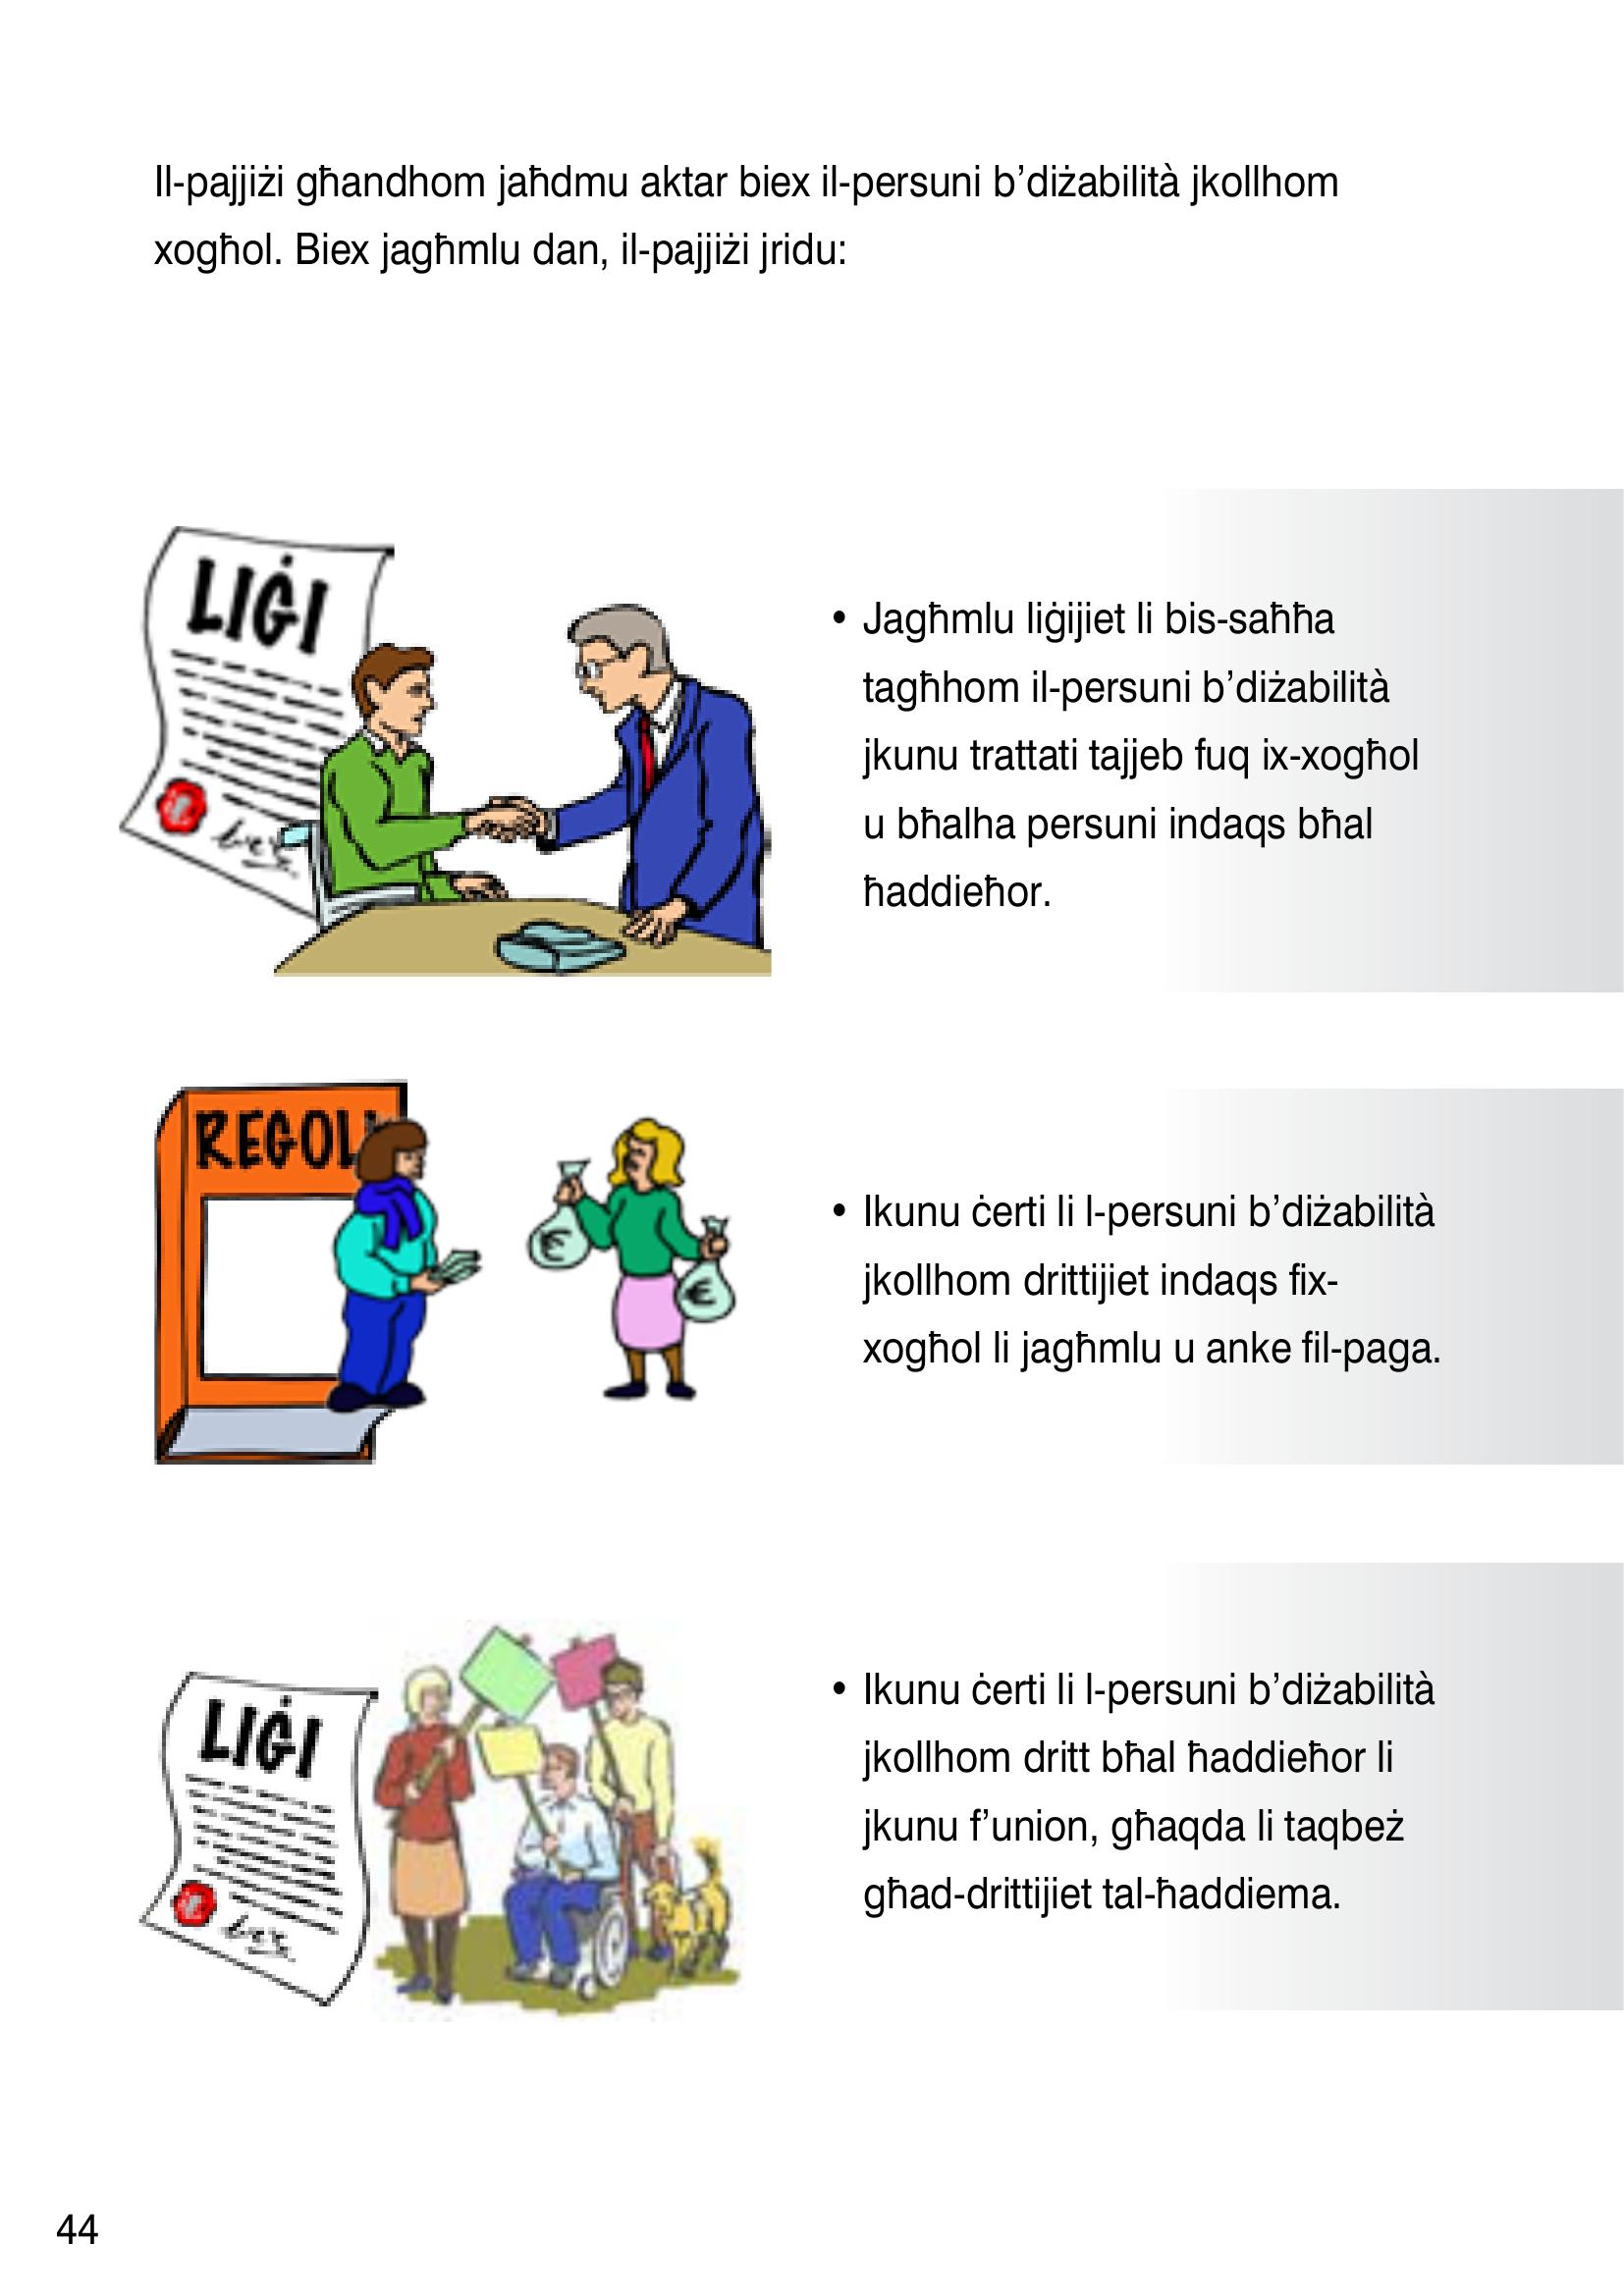 Il-pajjiżi għandhom jaħdmu aktar biex il-persuni b’diżabilità jkollhom
xogħol. Biex jagħmlu dan, il-pajjiżi jridu:
LIĠI
• Jagħmlu liġijiet li bis-saħħa
tagħhom il-persuni b’diżabilità
jkunu trattati tajjeb fuq ix-xogħol
u bħalha persuni indaqs bħal
ħaddieħor.
REGOLI
€ €
• Ikunu ċerti li l-persuni b’diżabilità
jkollhom drittijiet indaqs fix-
xogħol li jagħmlu u anke fil-paga.
LIĠI
• Ikunu ċerti li l-persuni b’diżabilità
jkollhom dritt bħal ħaddieħor li
jkunu f’union, għaqda li taqbeż
għad-drittijiet tal-ħaddiema.
44